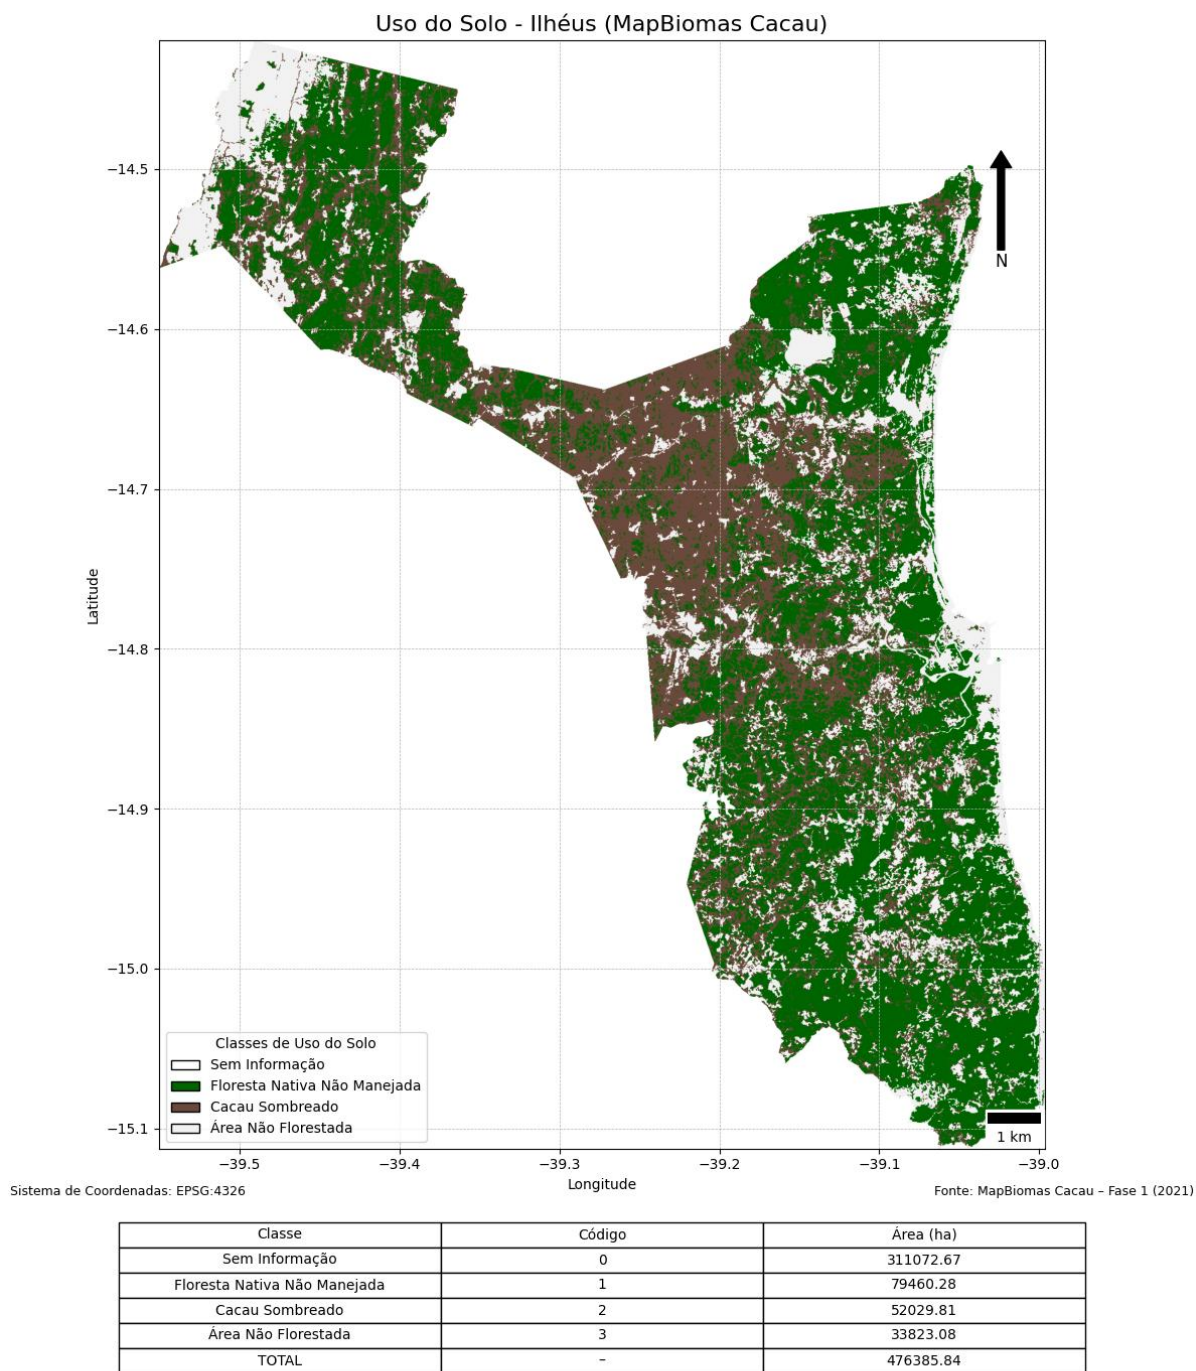 Uso do Solo - Ilhéus (MapBiomas Cacau)
−14.5
−14.6
−14.7
−14.8
−14.9
−15.0
−15.1
Latitude
N
Classes de Uso do Solo
Sem Informação
Floresta Nativa Não Manejada
Cacau Sombreado
Área Não Florestada
1 km
−39.5 −39.4 −39.3 −39.2 −39.1 −39.0
Longitude
Sistema de Coordenadas: EPSG:4326
Fonte: MapBiomas Cacau – Fase 1 (2021)
Classe Código Área (ha)
Sem Informação 0 311072.67
Floresta Nativa Não Manejada 1 79460.28
Cacau Sombreado 2 52029.81
Área Não Florestada 3 33823.08
TOTAL – 476385.84